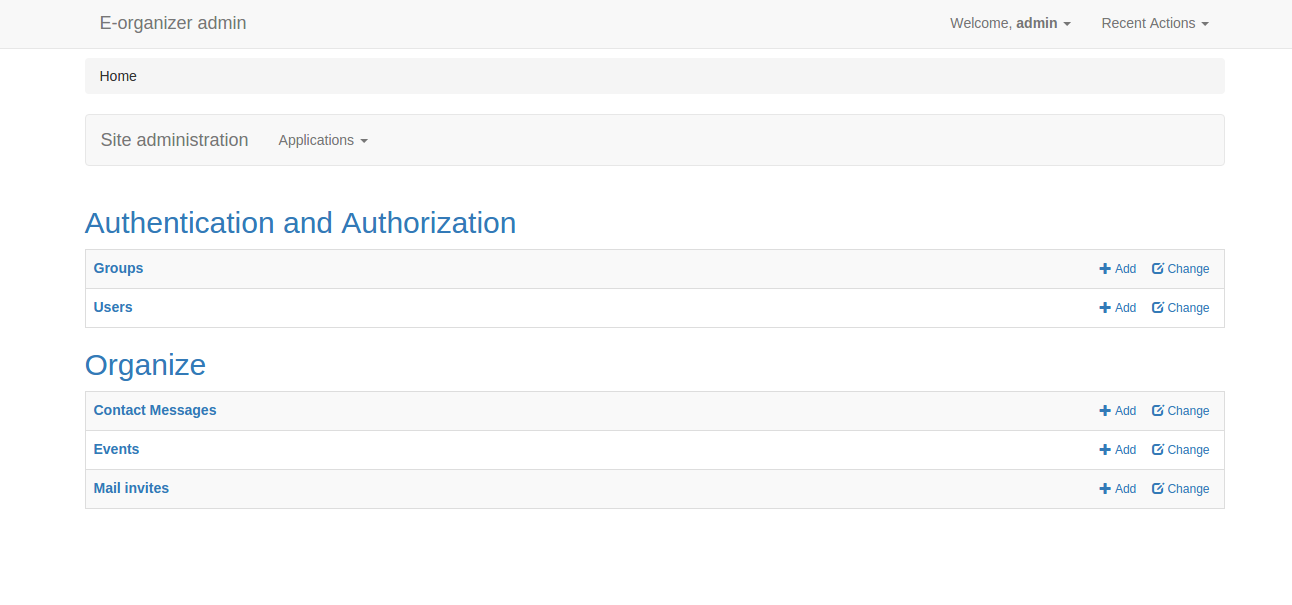 E-organizer admin Welcome, admin Recent Actions
Home
Site administration Applications
Authentication and Authorization
Groups Add Change
Users Add Change
Organize
Contact Messages Add Change
Events Add Change
Mail invites Add Change